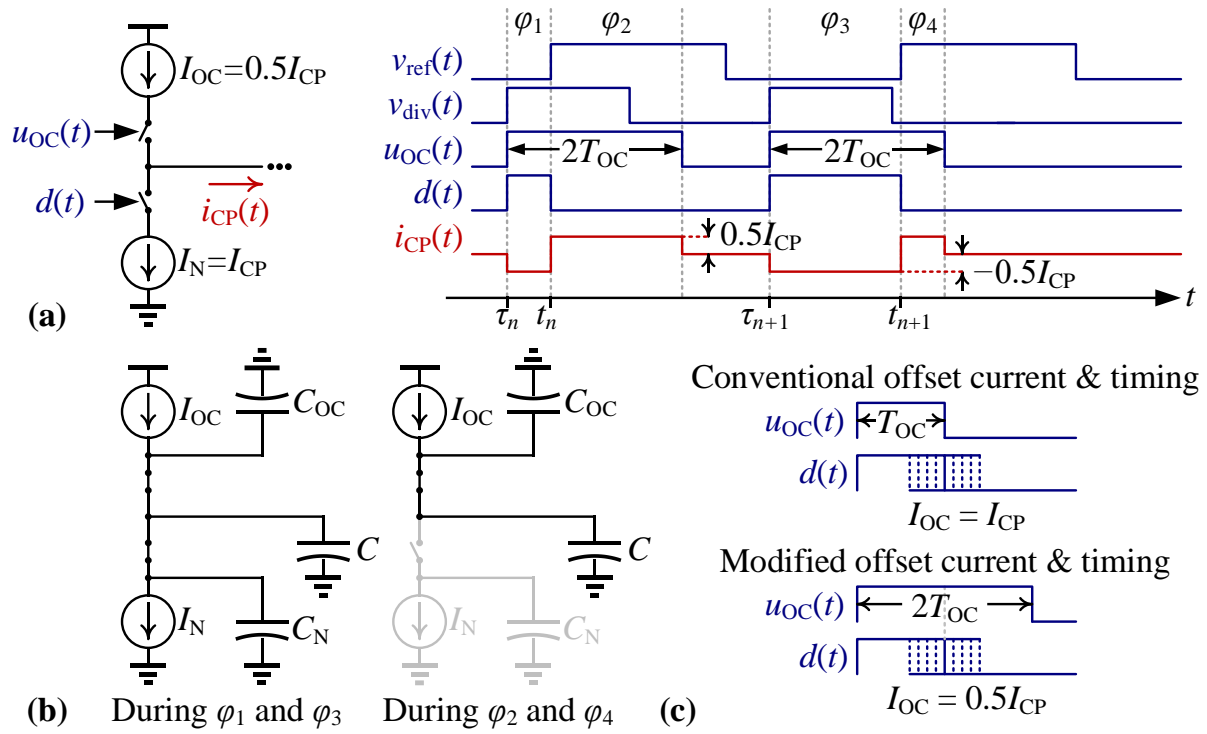 I_OC=0.5I_CP
u_OC(t)
d(t)
i_CP(t)
I_N=I_CP
(a)
φ1 φ2 φ3 φ4
v_ref(t)
v_div(t)
u_OC(t) 2T_OC 2T_OC
d(t)
i_CP(t) 0.5I_CP −0.5I_CP
t
τ_n t_n τ_{n+1} t_{n+1}
I_OC C_OC
C
I_N C_N
(b) During φ1 and φ3
I_OC C_OC
C
I_N C_N
During φ2 and φ4
(c)
Conventional offset current & timing
u_OC(t) T_OC
d(t)
I_OC = I_CP
Modified offset current & timing
u_OC(t) 2T_OC
d(t)
I_OC = 0.5I_CP